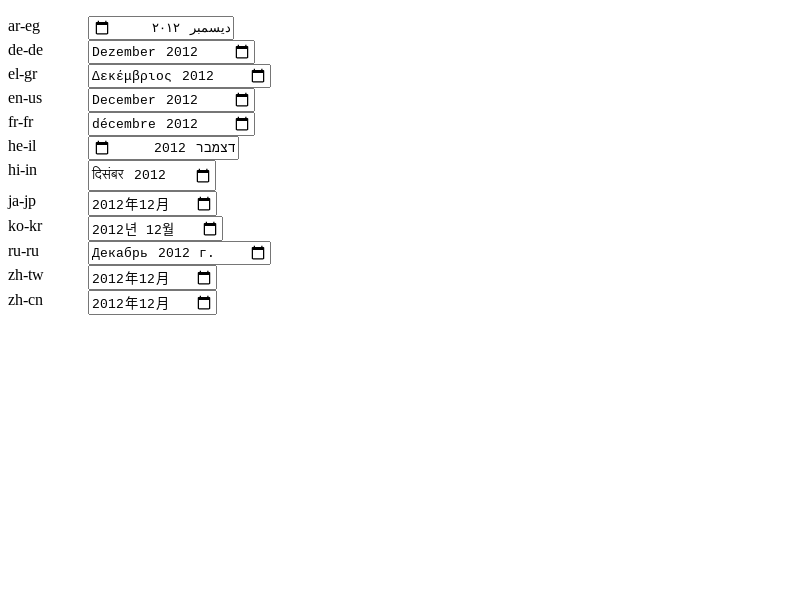 ar-eg ديسمبر ٢٠١٢
de-de Dezember 2012
el-gr Δεκέμβριος 2012
en-us December 2012
fr-fr décembre 2012
he-il דצמבר 2012
hi-in दिसंबर 2012
ja-jp 2012年12月
ko-kr 2012년 12월
ru-ru Декабрь 2012 г.
zh-tw 2012年12月
zh-cn 2012年12月